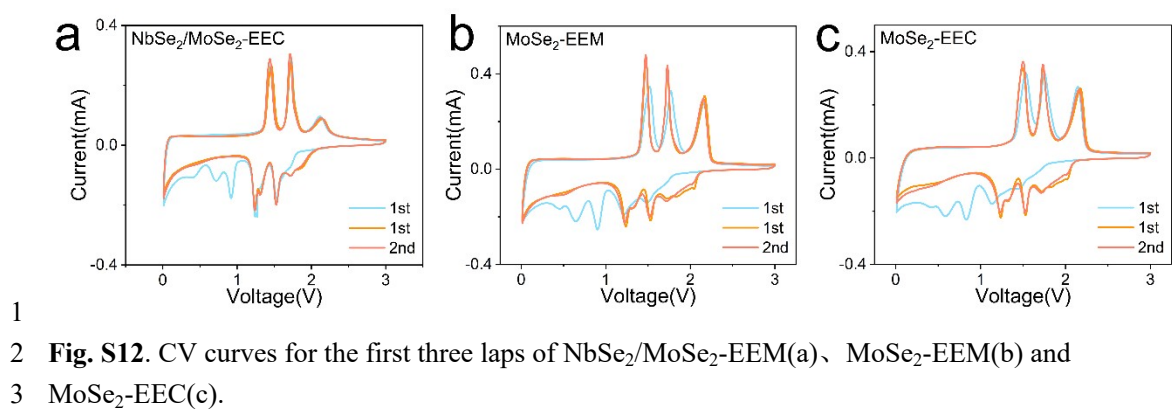 a
NbSe₂/MoSe₂-EEC
0.4
0.0
-0.4
Current(mA)
0
1
2
3
Voltage(V)
1st
1st
2nd
b
MoSe₂-EEM
0.4
0.0
-0.4
Current(mA)
0
1
2
3
Voltage(V)
1st
1st
2nd
c
MoSe₂-EEC
0.4
0.0
-0.4
Current(mA)
0
1
2
3
Voltage(V)
1st
1st
2nd
1
2 Fig. S12. CV curves for the first three laps of NbSe₂/MoSe₂-EEM(a)、MoSe₂-EEM(b) and
3 MoSe₂-EEC(c).